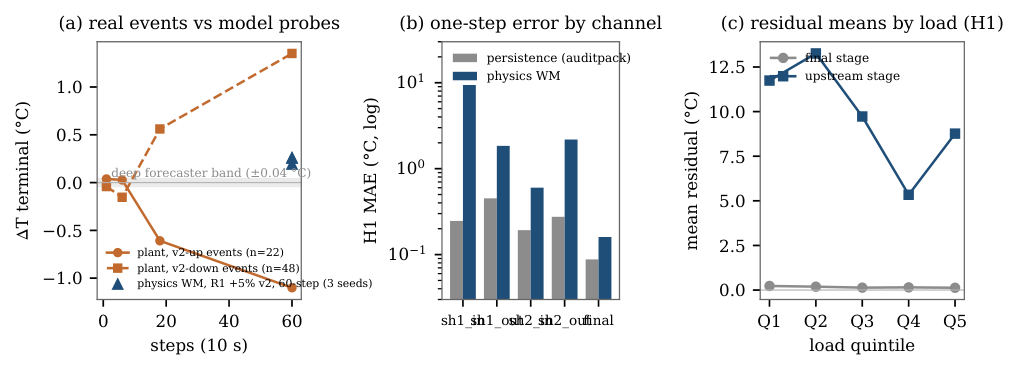 (a) real events vs model probes
ΔT terminal (°C)
1.0
0.5
0.0
−0.5
−1.0
deep forecaster band (±0.04 °C)
plant, v2-up events (n=22)
plant, v2-down events (n=48)
physics WM, R1 +5% v2, 60-step (3 seeds)
0 20 40 60
steps (10 s)
(b) one-step error by channel
H1 MAE (°C, log)
10¹
10⁰
10⁻¹
persistence (auditpack)
physics WM
sh1_in sh1_out sh2_in sh2_out final
(c) residual means by load (H1)
mean residual (°C)
12.5
10.0
7.5
5.0
2.5
0.0
final stage
upstream stage
Q1 Q2 Q3 Q4 Q5
load quintile